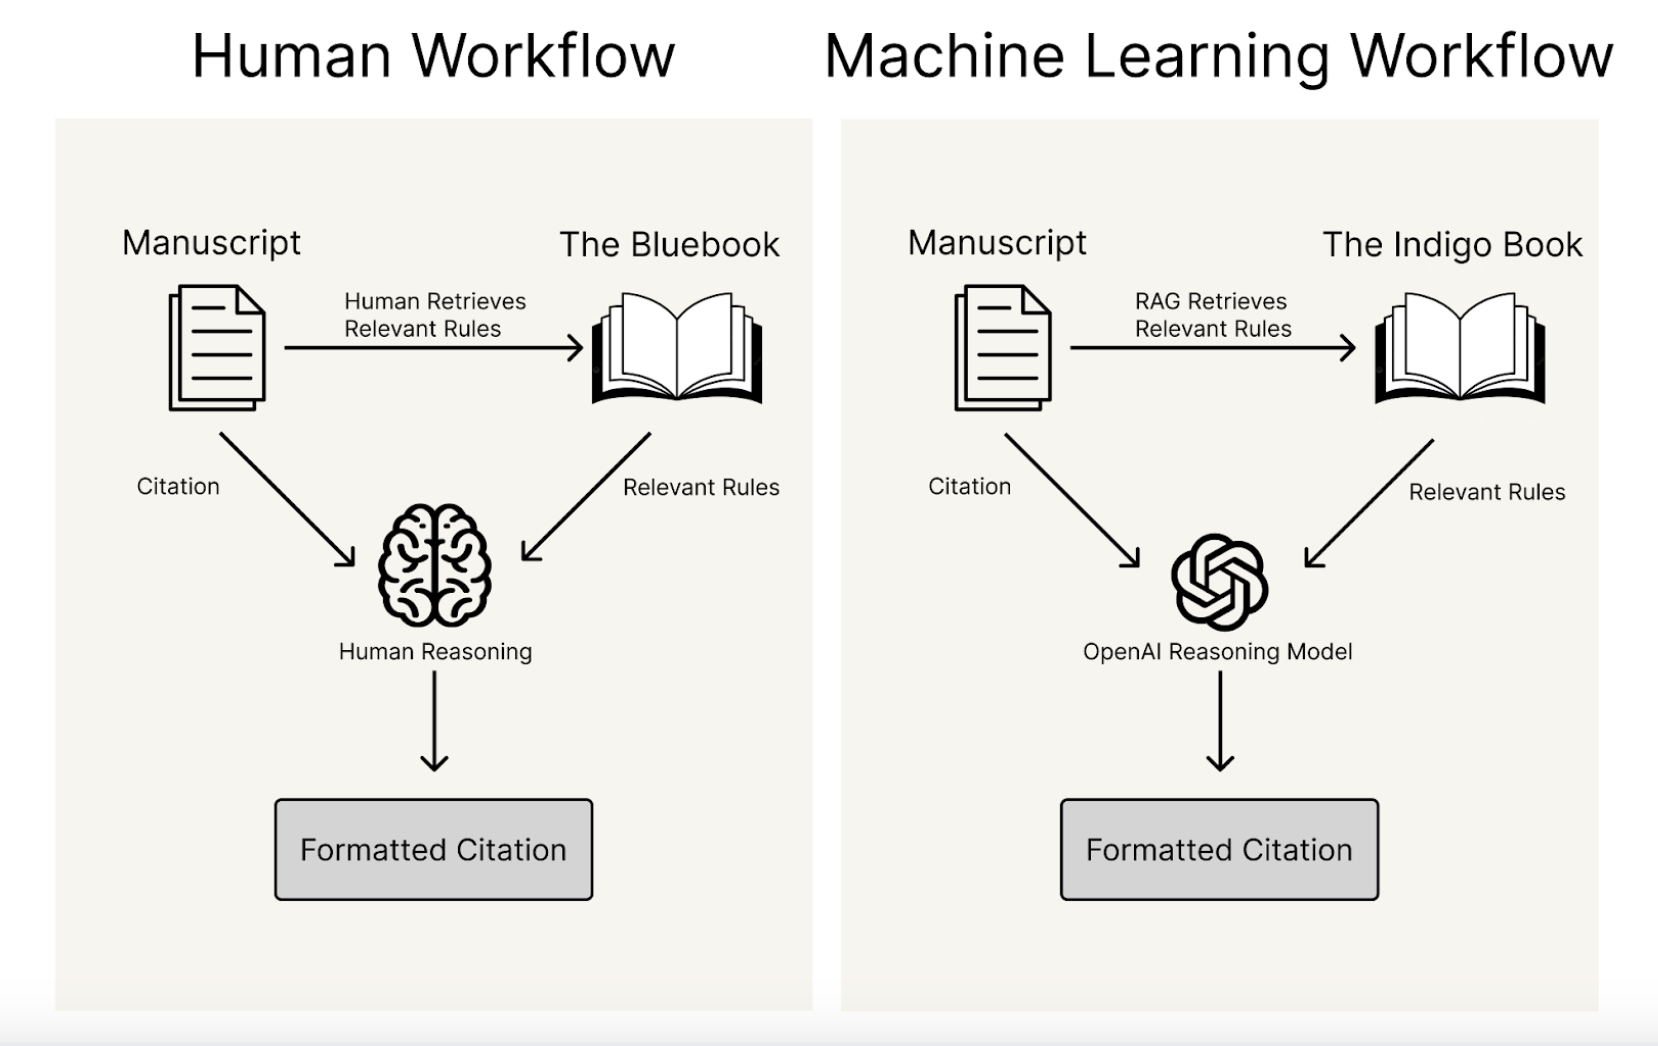 Human Workflow
Machine Learning Workflow
Manuscript
The Bluebook
Human Retrieves
Relevant Rules
Citation
Relevant Rules
Human Reasoning
Formatted Citation
Manuscript
The Indigo Book
RAG Retrieves
Relevant Rules
Citation
Relevant Rules
OpenAI Reasoning Model
Formatted Citation